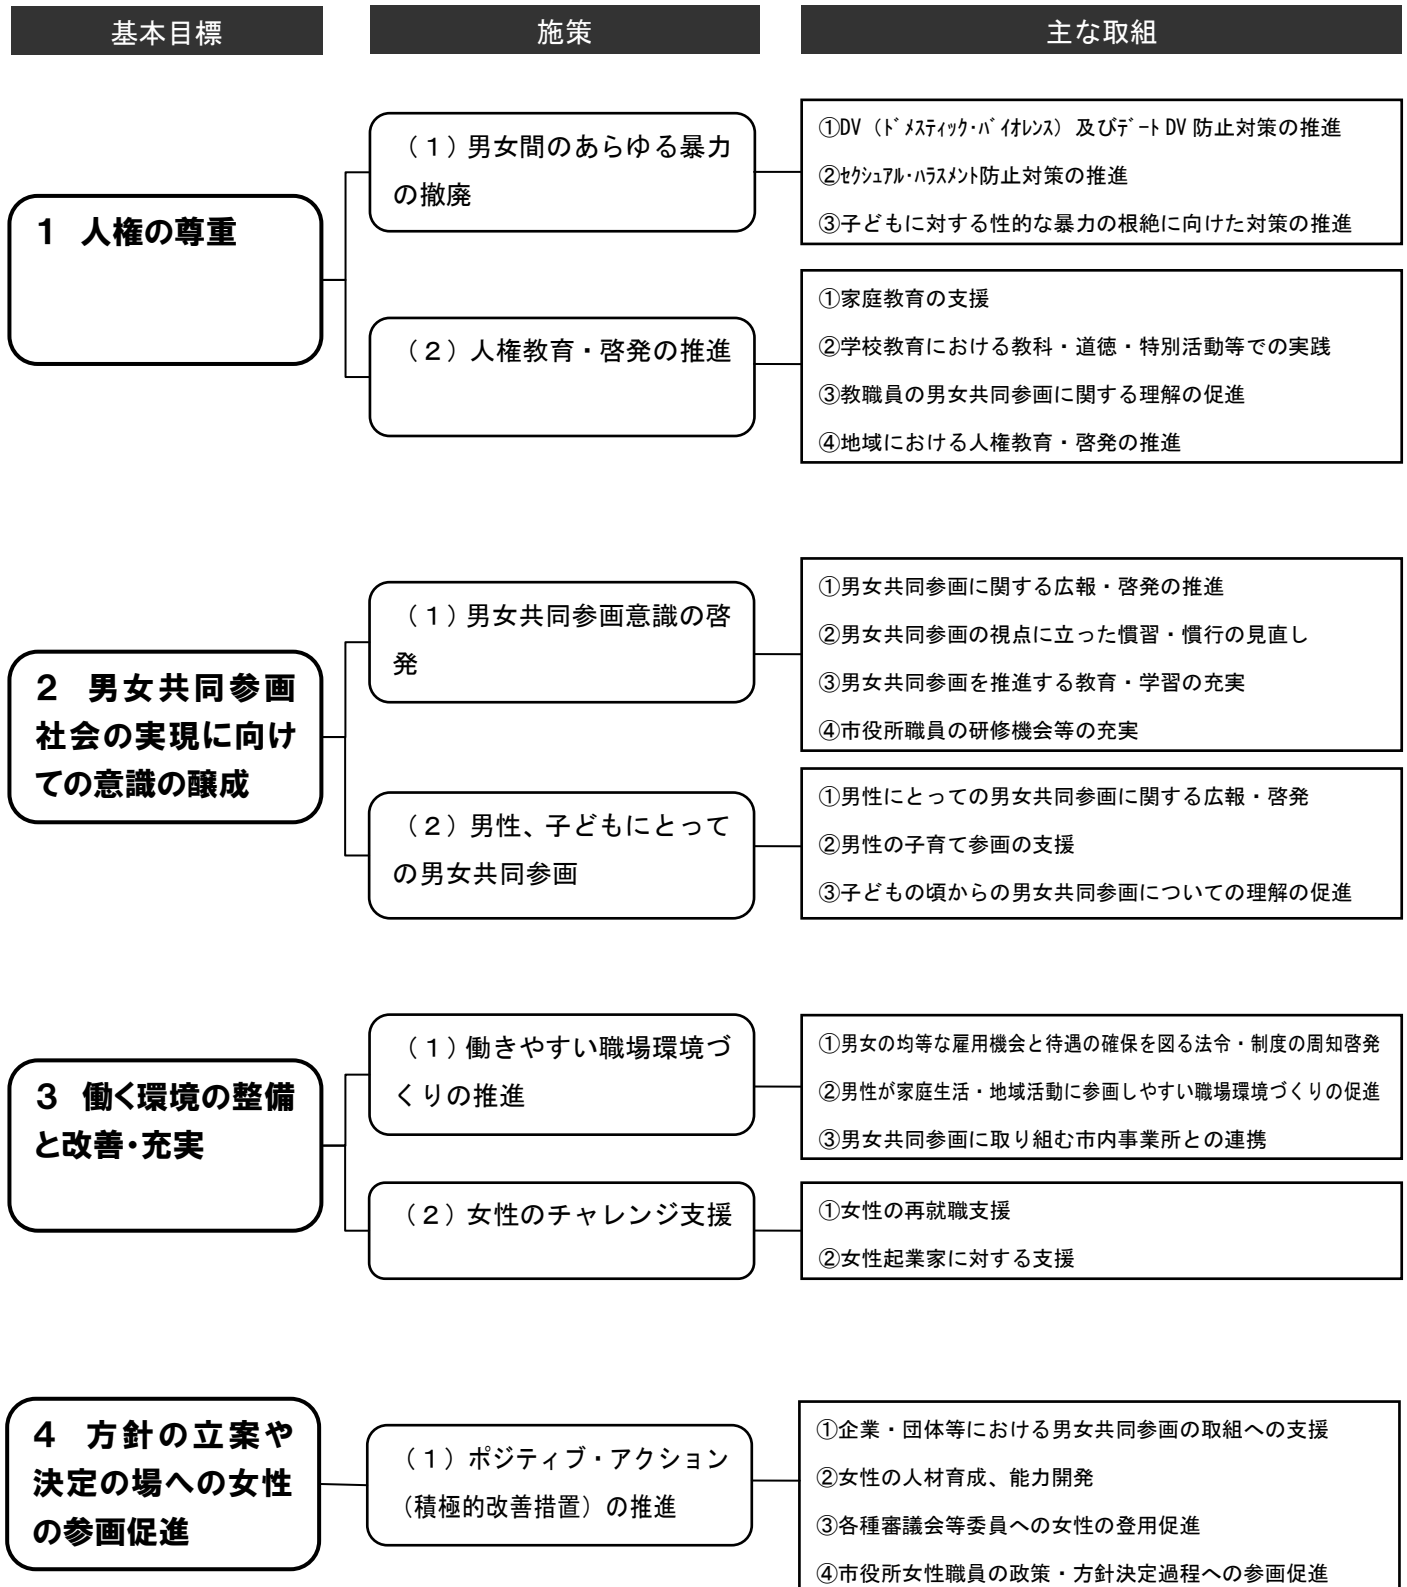 基本目標
施策
主な取組
1 人権の尊重
（１）男女間のあらゆる暴力
の撤廃
①DV（ﾄﾞﾒｽﾃｨｯｸ･ﾊﾞｲｵﾚﾝｽ）及びﾃﾞｰﾄ DV 防止対策の推進
②ｾｸｼｭｱﾙ･ﾊﾗｽﾒﾝﾄ防止対策の推進
③子どもに対する性的な暴力の根絶に向けた対策の推進
（２）人権教育・啓発の推進
①家庭教育の支援
②学校教育における教科・道徳・特別活動等での実践
③教職員の男女共同参画に関する理解の促進
④地域における人権教育・啓発の推進
２ 男女共同参画
社会の実現に向け
ての意識の醸成
（１）男女共同参画意識の啓
発
①男女共同参画に関する広報・啓発の推進
②男女共同参画の視点に立った慣習・慣行の見直し
③男女共同参画を推進する教育・学習の充実
④市役所職員の研修機会等の充実
（２）男性、子どもにとって
の男女共同参画
①男性にとっての男女共同参画に関する広報・啓発
②男性の子育て参画の支援
③子どもの頃からの男女共同参画についての理解の促進
３ 働く環境の整備
と改善・充実
（１）働きやすい職場環境づ
くりの推進
①男女の均等な雇用機会と待遇の確保を図る法令・制度の周知啓発
②男性が家庭生活・地域活動に参画しやすい職場環境づくりの促進
③男女共同参画に取り組む市内事業所との連携
（２）女性のチャレンジ支援
①女性の再就職支援
②女性起業家に対する支援
４ 方針の立案や
決定の場への女性
の参画促進
（１）ポジティブ・アクション
（積極的改善措置）の推進
①企業・団体等における男女共同参画の取組への支援
②女性の人材育成、能力開発
③各種審議会等委員への女性の登用促進
④市役所女性職員の政策・方針決定過程への参画促進